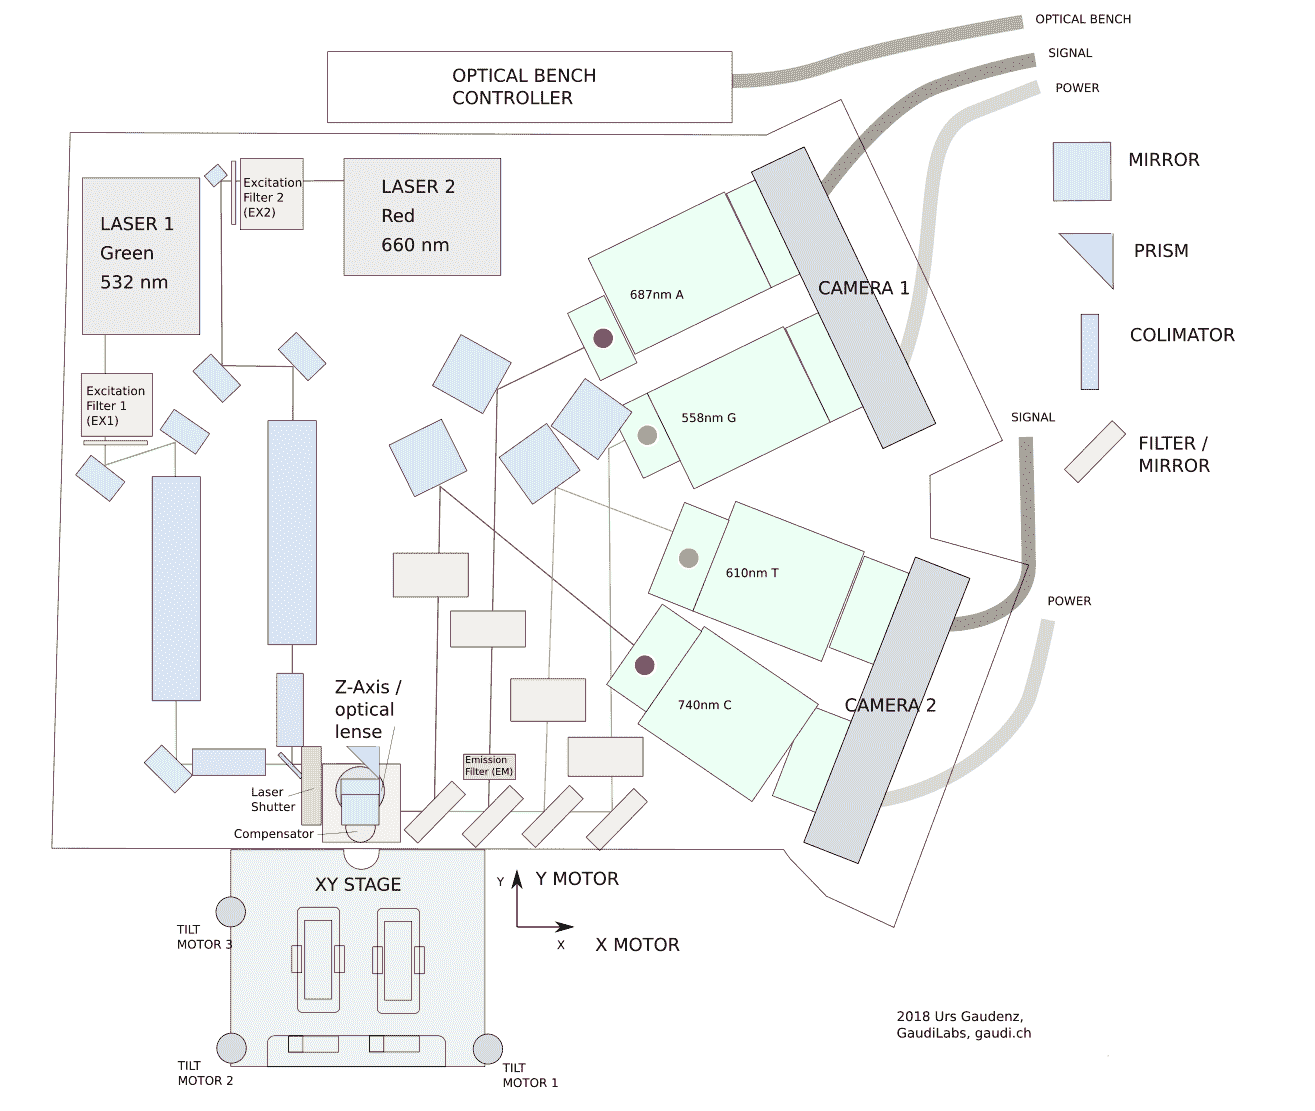 OPTICAL BENCH
SIGNAL
POWER
OPTICAL BENCH
CONTROLLER
MIRROR
PRISM
COLIMATOR
FILTER /
MIRROR
LASER 1
Green
532 nm
Excitation
Filter 2
(EX2)
LASER 2
Red
660 nm
687nm A
CAMERA 1
558nm G
Excitation
Filter 1
(EX1)
SIGNAL
610nm T
POWER
740nm C
CAMERA 2
Z-Axis /
optical
lense
Emission
Filter (EM)
Laser
Shutter
Compensator
XY STAGE
Y
Y MOTOR
X
X MOTOR
TILT
MOTOR 3
TILT
MOTOR 2
TILT
MOTOR 1
2018 Urs Gaudenz,
GaudiLabs, gaudi.ch